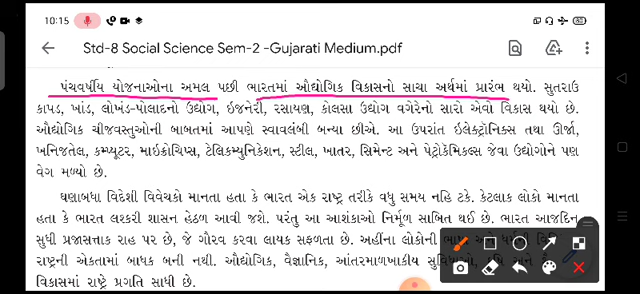 10:15
Std-8 Social Science Sem-2 -Gujarati Medium.pdf
પંચવર્ષીય યોજનાઓના અમલ પછી ભારતમાં ઔદ્યોગિક વિકાસનો સાચા અર્થમાં પ્રારંભ થયો. સુતરાઉ
કાપડ, ખાંડ, લોખંડ-પોલાદનો ઉદ્યોગ, ઇજનેરી, રસાયણ, કોલસા ઉદ્યોગ વગેરેનો સારો એવો વિકાસ થયો છે.
ઔદ્યોગિક ચીજવસ્તુઓની બાબતમાં આપણે સ્વાવલંબી બન્યા છીએ. આ ઉપરાંત ઇલેક્ટ્રૉનિક્સ તથા ઊર્જા,
ખનિજતેલ, કમ્પ્યૂટર, માઇક્રોચિપ્સ, ટેલિકમ્યુનિકેશન, સ્ટીલ, ખાતર, સિમેન્ટ અને પેટ્રોકેમિકલ્સ જેવા ઉદ્યોગોને પણ
વેગ મળ્યો છે.
ઘણાબધા વિદેશી વિવેચકો માનતા હતા કે ભારત એક રાષ્ટ્ર તરીકે વધુ સમય નહિ ટકે. કેટલાક લોકો માનતા
હતા કે ભારત લશ્કરી શાસન હેઠળ આવી જશે. પરંતુ આ આશંકાઓ નિર્મૂળ સાબિત થઈ છે. ભારત આજદિન
સુધી પ્રજાસત્તાક રાહ પર છે, જે ગૌરવ કરવા લાયક સફળતા છે. અહીંના લોકોની
રાષ્ટ્રની એકતામાં બાધક બની નથી. ઔદ્યોગિક, વૈજ્ઞાનિક, આંતરમાળખાકીય
વિકાસમાં રાષ્ટ્રે પ્રગતિ સાધી છે.